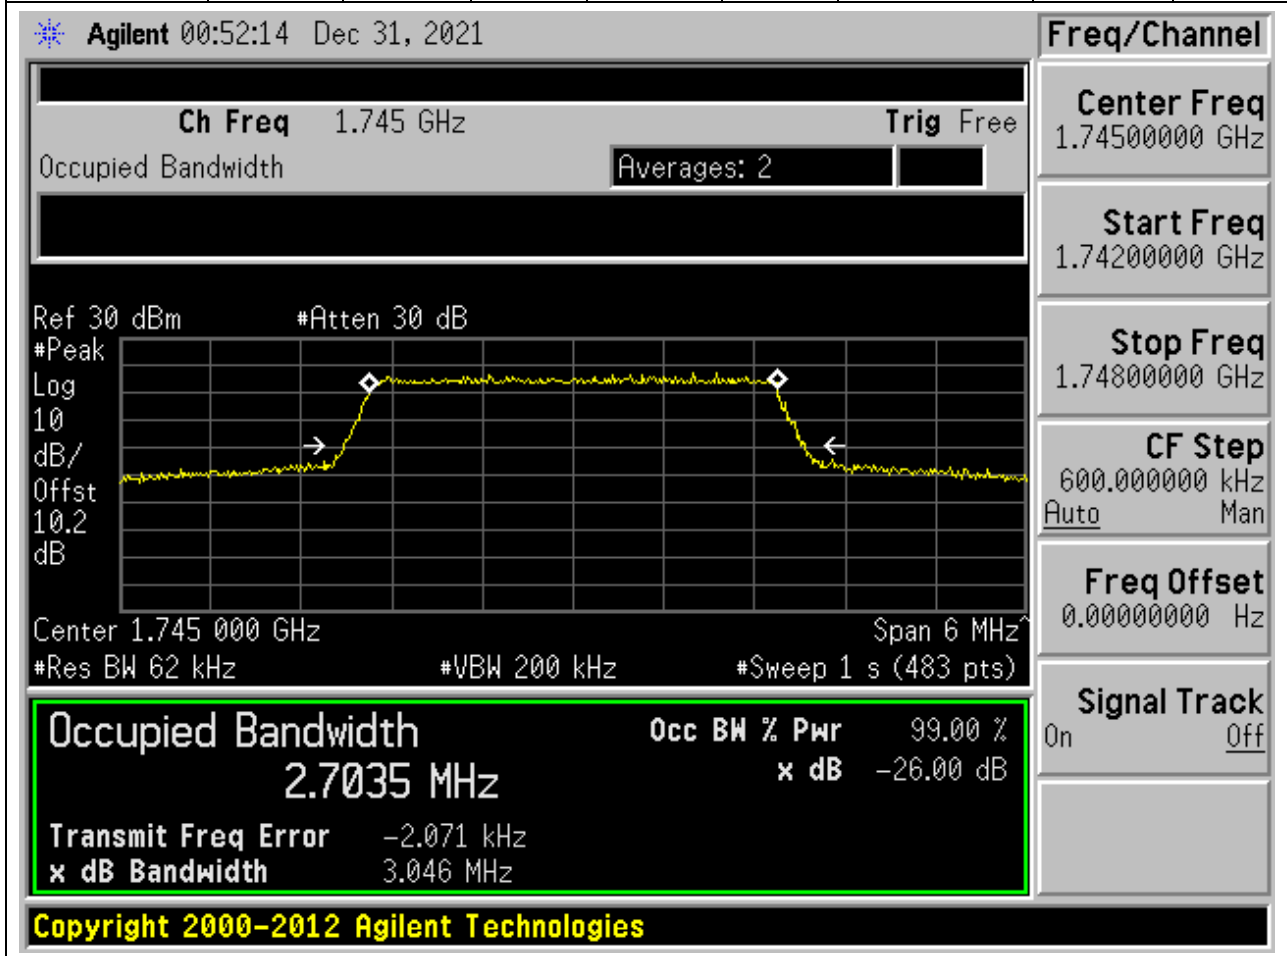 Agilent 00:52:14 Dec 31, 2021
Freq/Channel
Ch Freq 1.745 GHz Trig Free
Occupied Bandwidth Averages: 2
Center Freq
1.74500000 GHz
Start Freq
1.74200000 GHz
Stop Freq
1.74800000 GHz
CF Step
600.000000 kHz
Auto Man
Freq Offset
0.00000000 Hz
Signal Track
On Off
Ref 30 dBm #Atten 30 dB
#Peak
Log
10
dB/
Offst
10.2
dB
Center 1.745 000 GHz Span 6 MHz^
#Res BW 62 kHz #VBW 200 kHz #Sweep 1 s (483 pts)
Occupied Bandwidth Occ BW % Pwr 99.00 %
2.7035 MHz x dB -26.00 dB
Transmit Freq Error -2.071 kHz
x dB Bandwidth 3.046 MHz
Copyright 2000-2012 Agilent Technologies